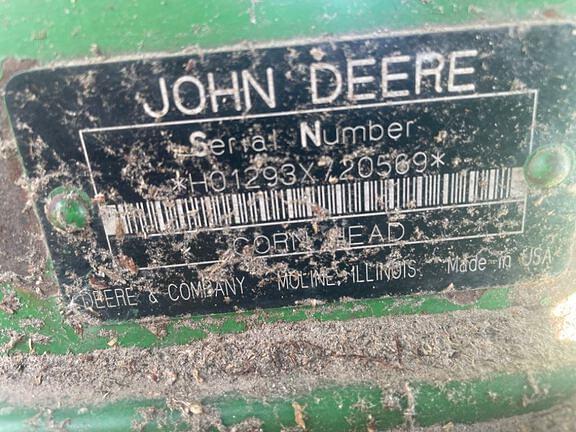 JOHN DEERE
Serial Number
*H01293X720569*
CORN HEAD
DEERE & COMPANY MOLINE, ILLINOIS Made in USA